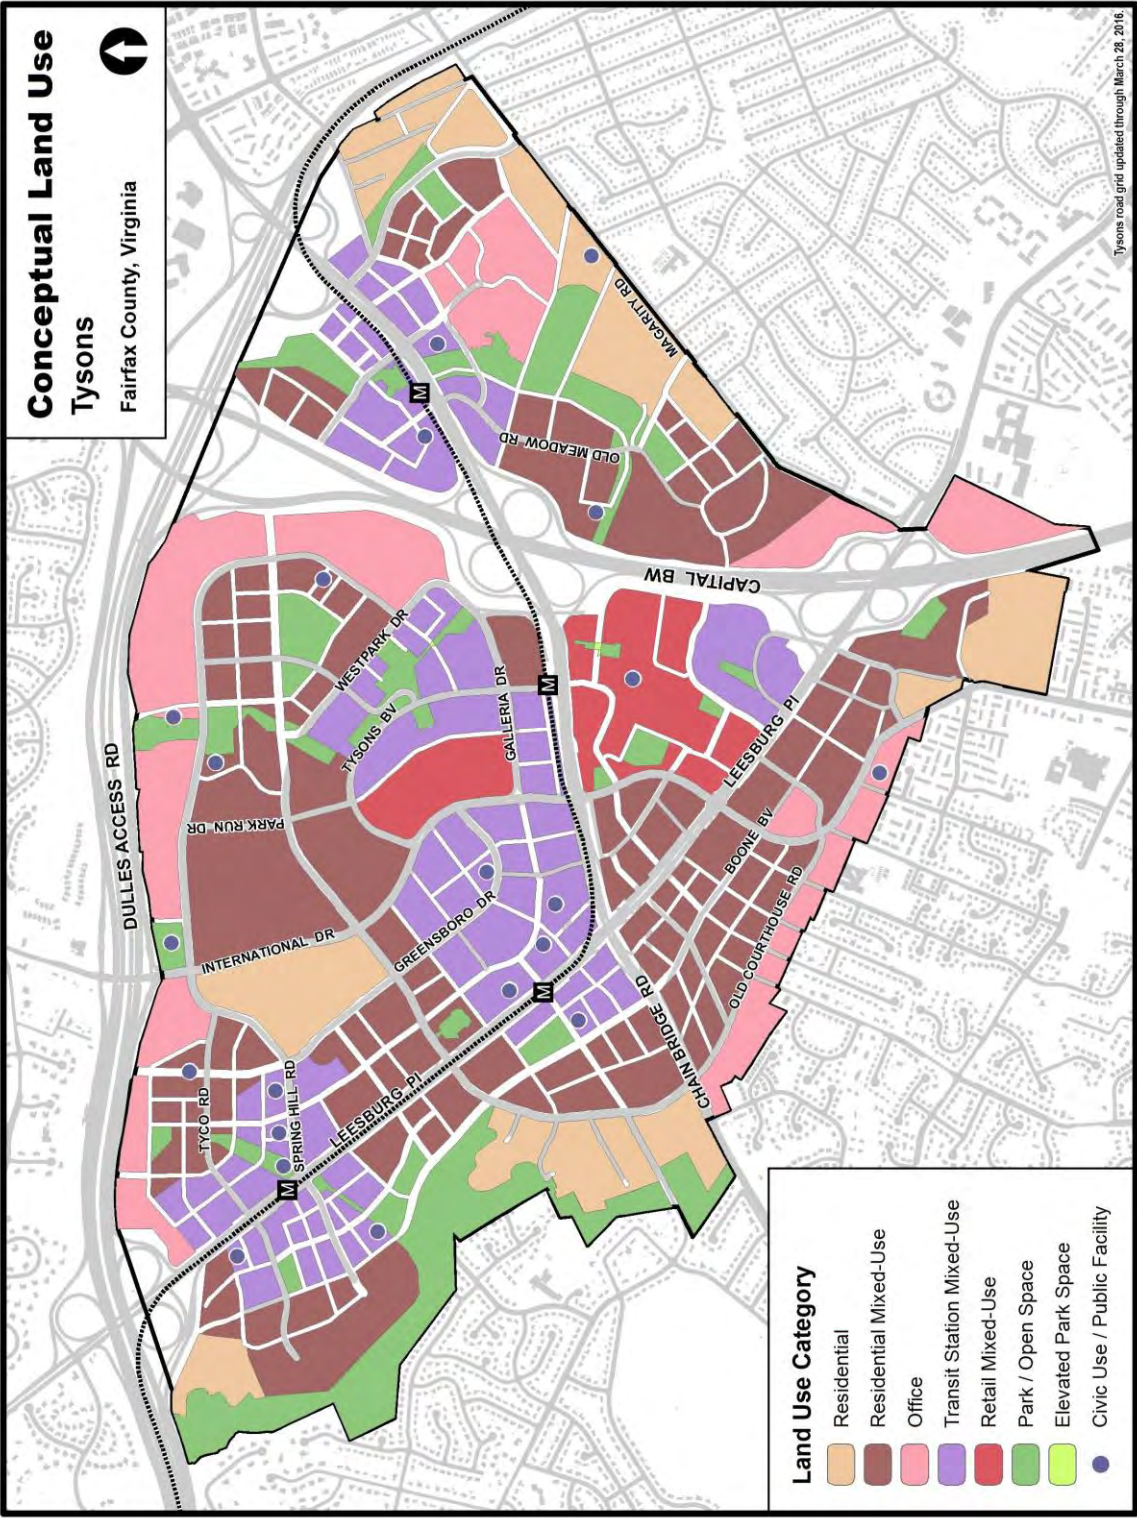 Conceptual Land Use
Tysons
Fairfax County, Virginia
DULLES ACCESS RD
MAGARITY RD
OLD MEADOW RD
CAPITAL BW
WESTPARK DR
TYSONS BV
GALLERIA DR
PARK RUN DR
INTERNATIONAL DR
GREENSBORO DR
LEESBURG PI
BOONE BV
OLD COURTHOUSE RD
CHAIN BRIDGE RD
TYCO RD
SPRING HILL RD
LEESBURG PI
M
M
M
M
Land Use Category
Residential
Residential Mixed-Use
Office
Transit Station Mixed-Use
Retail Mixed-Use
Park / Open Space
Elevated Park Space
Civic Use / Public Facility
Tysons road grid updated through March 28, 2016.